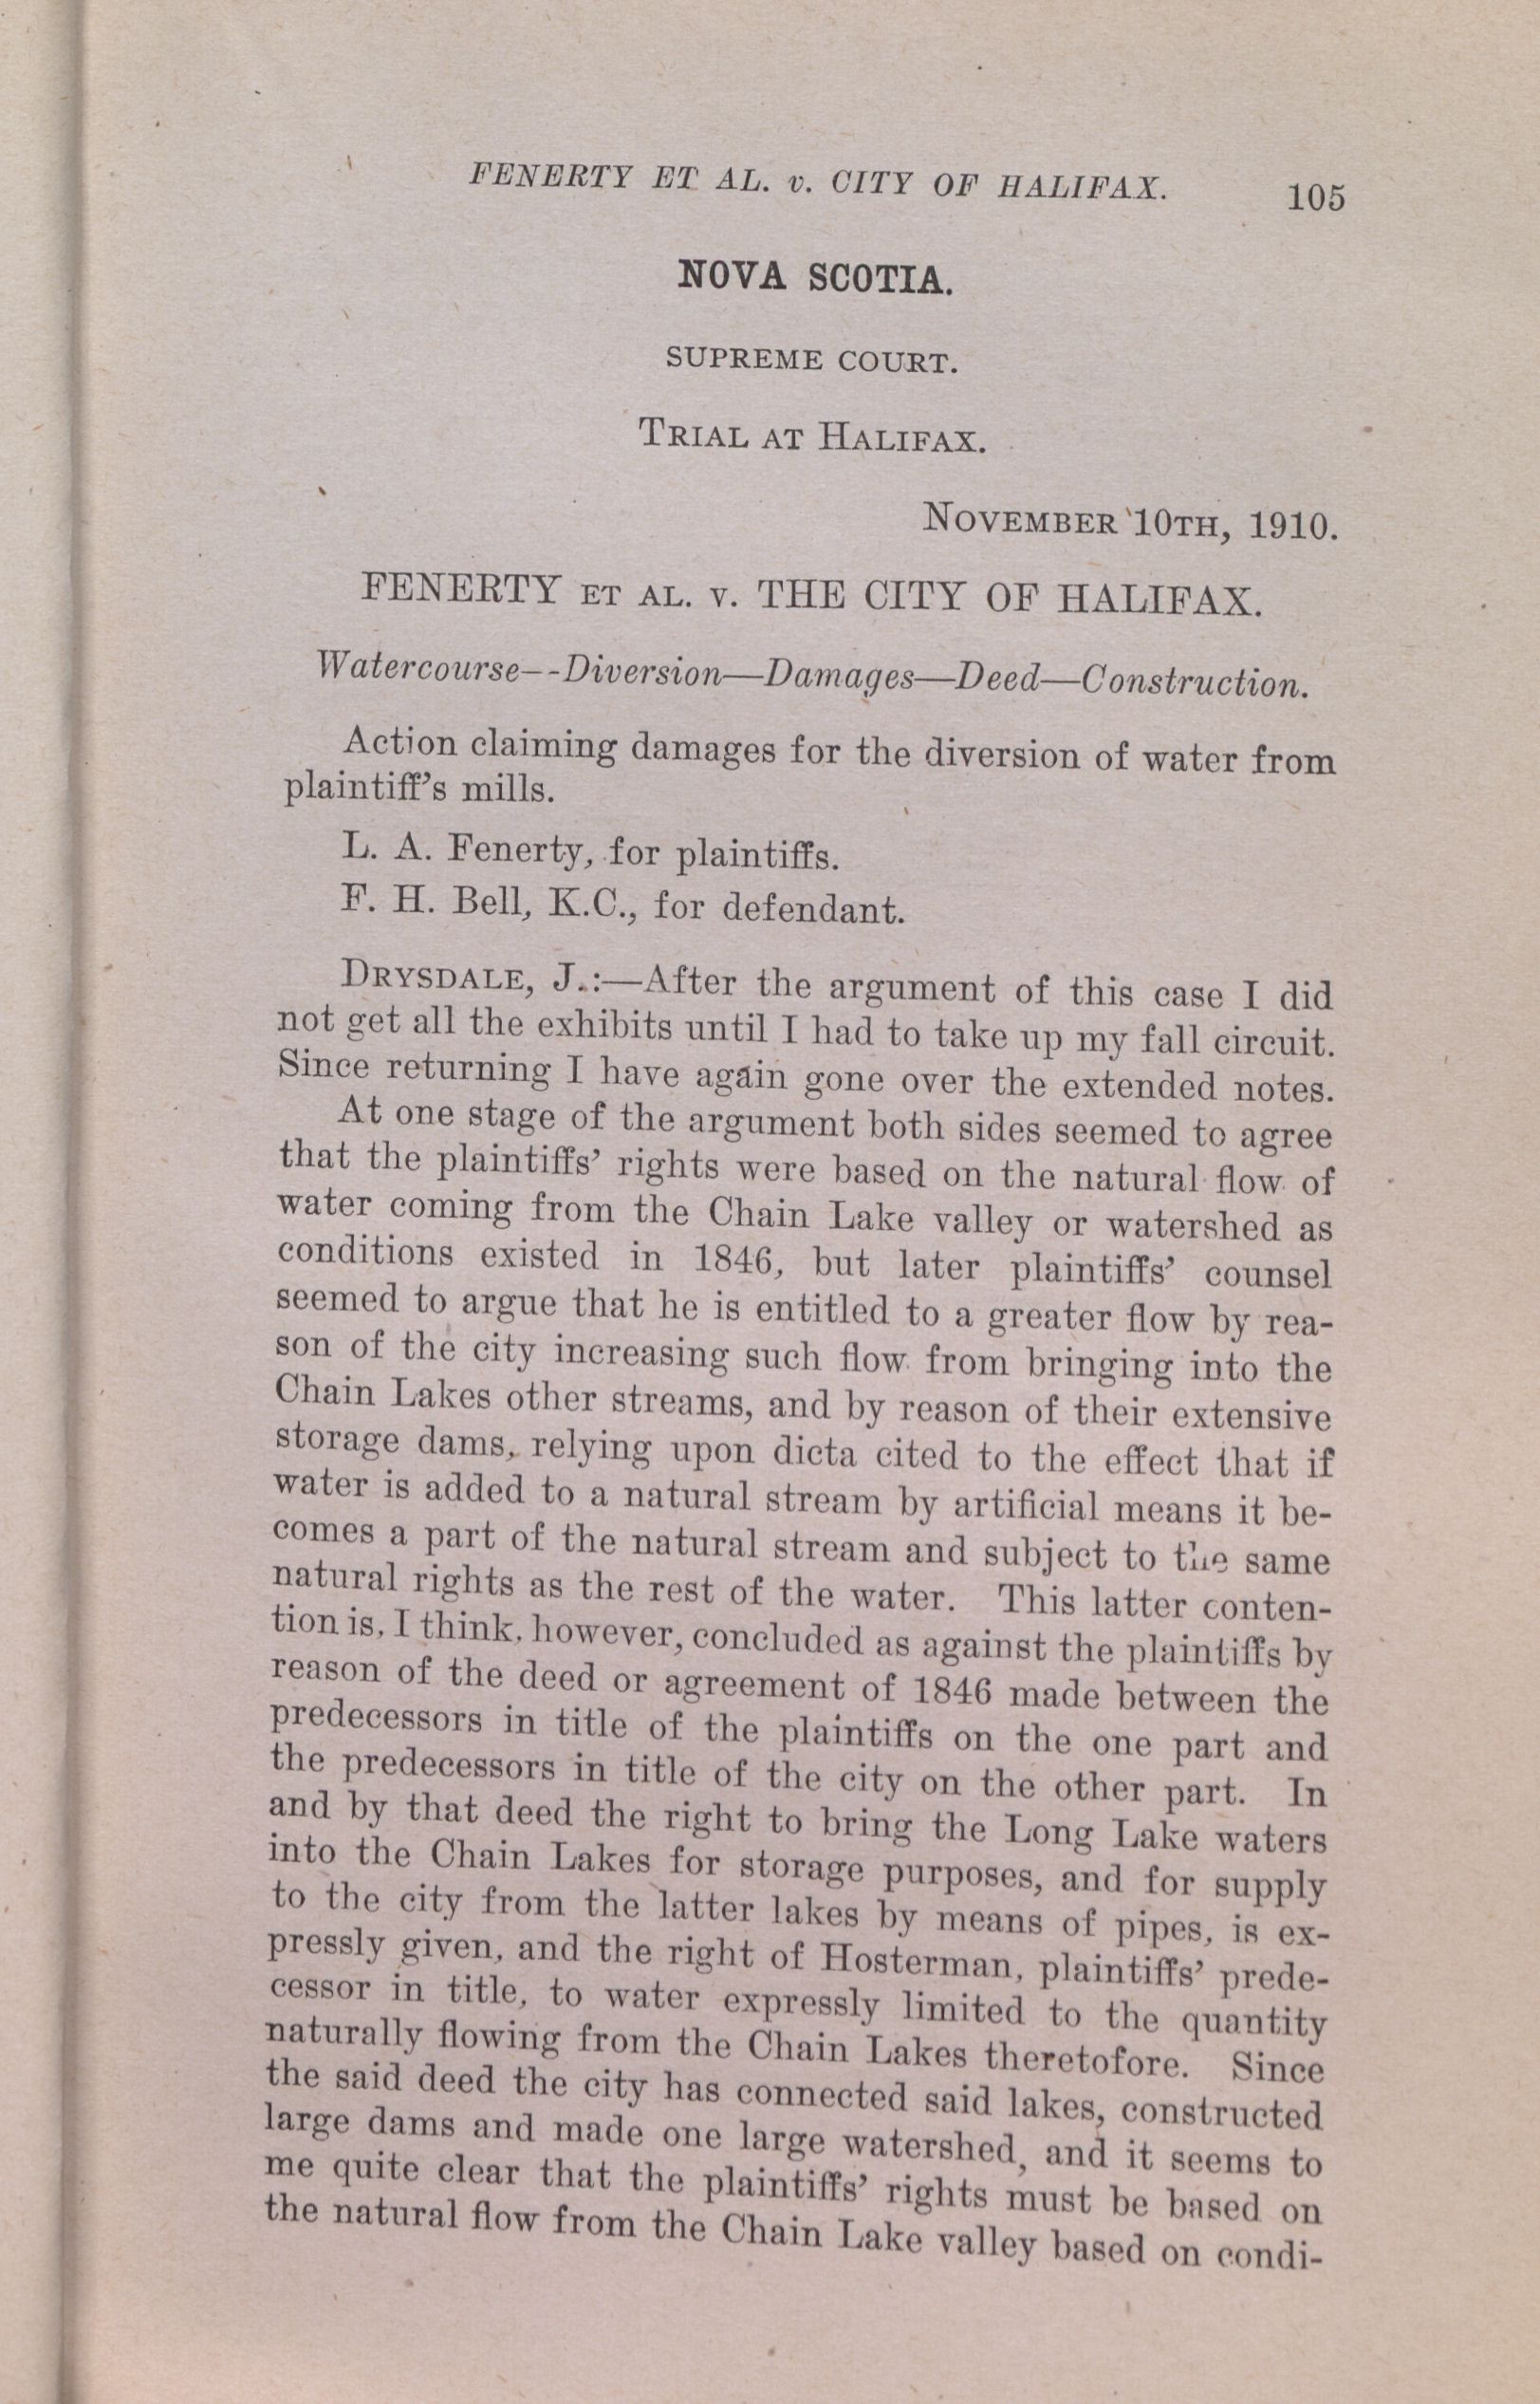 FENERTY ET AL. v. CITY OF HALIFAX. 105
NOVA SCOTIA.
SUPREME COURT.
TRIAL AT HALIFAX.
NOVEMBER 10TH, 1910.
FENERTY ET AL. v. THE CITY OF HALIFAX.
Watercourse--Diversion—Damages—Deed—Construction.
Action claiming damages for the diversion of water from
plaintiff's mills.
L. A. Fenerty, for plaintiffs.
F. H. Bell, K.C., for defendant.
DRYSDALE, J.:—After the argument of this case I did
not get all the exhibits until I had to take up my fall circuit.
Since returning I have again gone over the extended notes.
At one stage of the argument both sides seemed to agree
that the plaintiffs' rights were based on the natural flow of
water coming from the Chain Lake valley or watershed as
conditions existed in 1846, but later plaintiffs' counsel
seemed to argue that he is entitled to a greater flow by rea-
son of the city increasing such flow from bringing into the
Chain Lakes other streams, and by reason of their extensive
storage dams, relying upon dicta cited to the effect that if
water is added to a natural stream by artificial means it be-
comes a part of the natural stream and subject to the same
natural rights as the rest of the water. This latter conten-
tion is, I think, however, concluded as against the plaintiffs by
reason of the deed or agreement of 1846 made between the
predecessors in title of the plaintiffs on the one part and
the predecessors in title of the city on the other part. In
and by that deed the right to bring the Long Lake waters
into the Chain Lakes for storage purposes, and for supply
to the city from the latter lakes by means of pipes, is ex-
pressly given, and the right of Hosterman, plaintiffs' prede-
cessor in title, to water expressly limited to the quantity
naturally flowing from the Chain Lakes theretofore. Since
the said deed the city has connected said lakes, constructed
large dams and made one large watershed, and it seems to
me quite clear that the plaintiffs' rights must be based on
the natural flow from the Chain Lake valley based on condi-